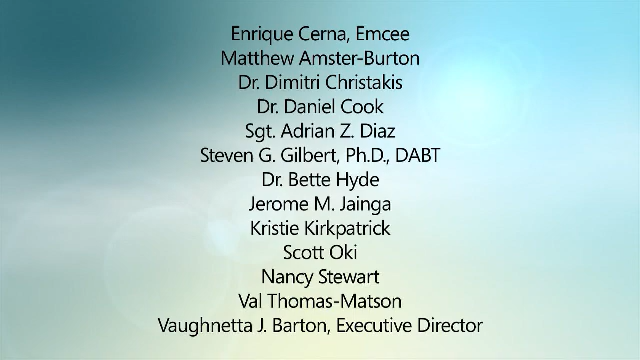 Enrique Cerna, Emcee
Matthew Amster-Burton
Dr. Dimitri Christakis
Dr. Daniel Cook
Sgt. Adrian Z. Diaz
Steven G. Gilbert, Ph.D., DABT
Dr. Bette Hyde
Jerome M. Jainga
Kristie Kirkpatrick
Scott Oki
Nancy Stewart
Val Thomas-Matson
Vaughnetta J. Barton, Executive Director